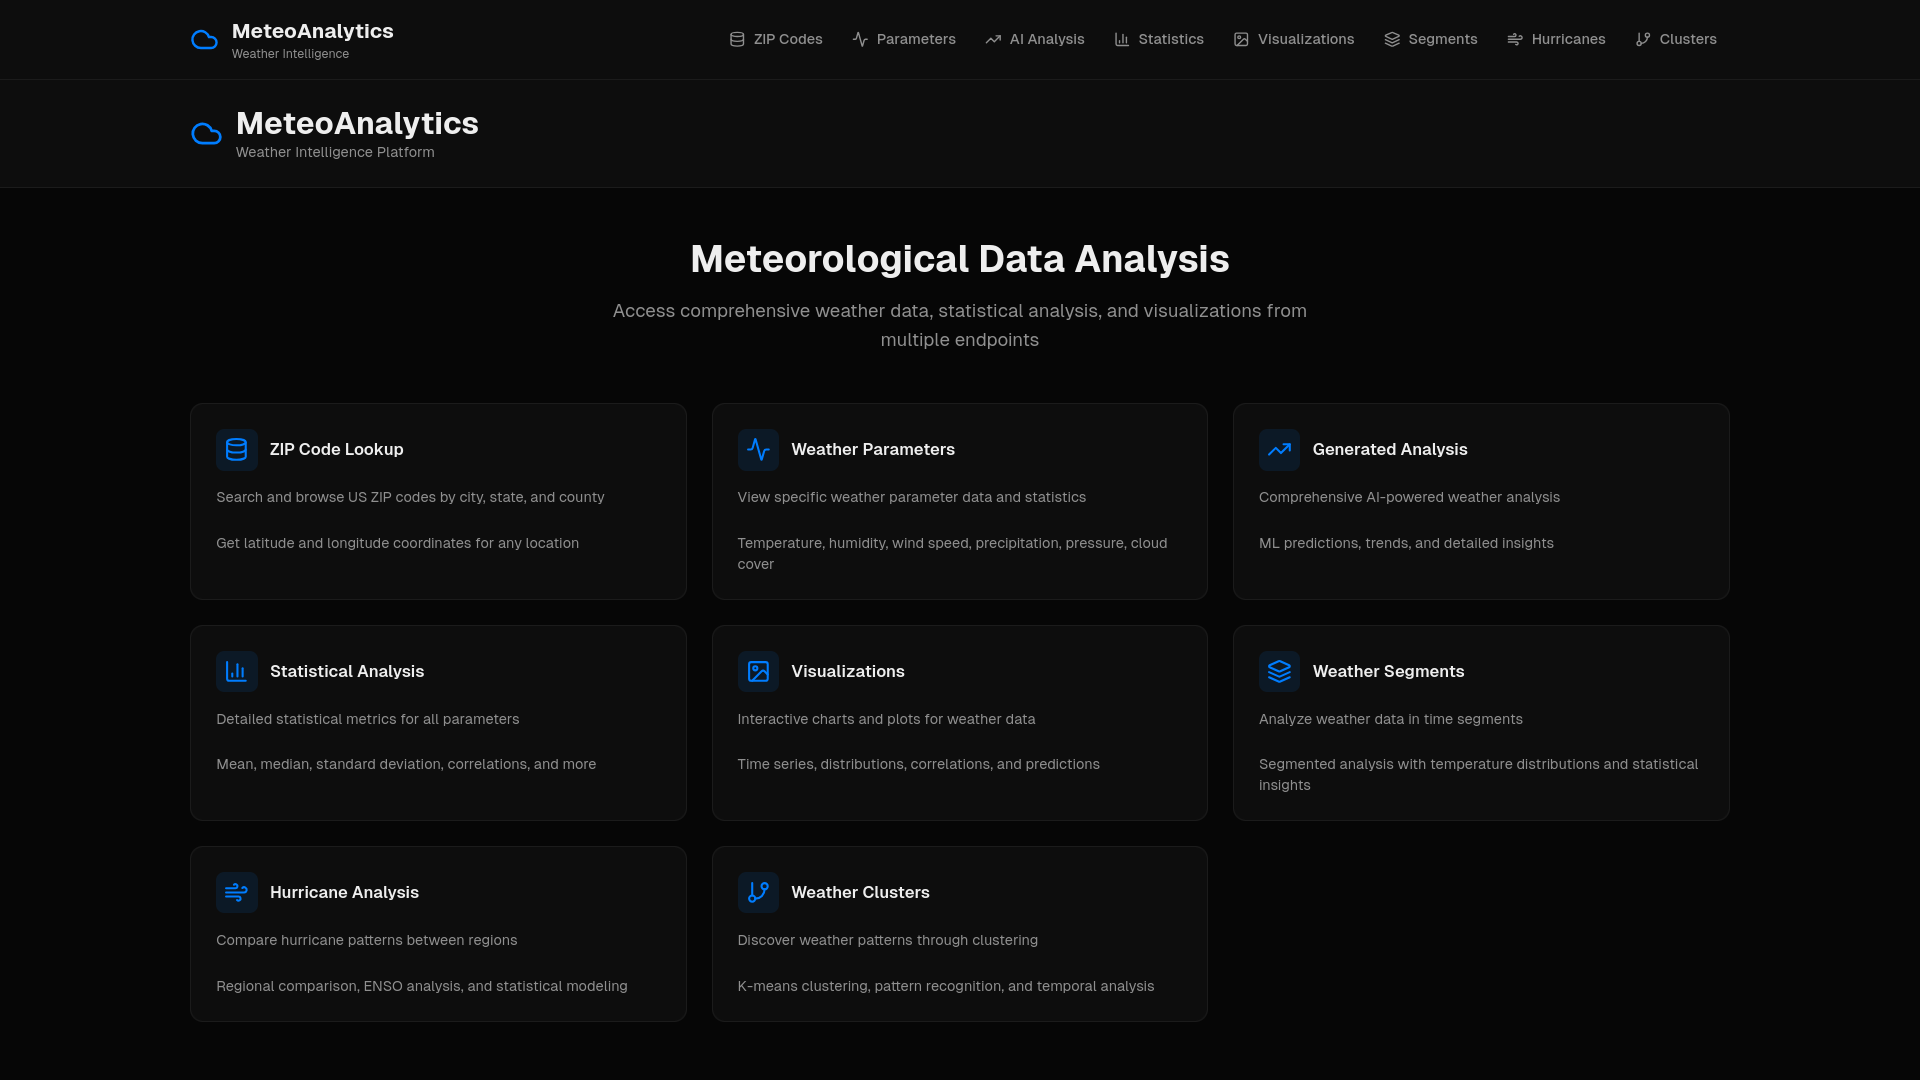 MeteoAnalytics
Weather Intelligence
ZIP Codes
Parameters
AI Analysis
Statistics
Visualizations
Segments
Hurricanes
Clusters
MeteoAnalytics
Weather Intelligence Platform
Meteorological Data Analysis
Access comprehensive weather data, statistical analysis, and visualizations from
multiple endpoints
ZIP Code Lookup
Search and browse US ZIP codes by city, state, and county
Get latitude and longitude coordinates for any location
Weather Parameters
View specific weather parameter data and statistics
Temperature, humidity, wind speed, precipitation, pressure, cloud
cover
Generated Analysis
Comprehensive AI-powered weather analysis
ML predictions, trends, and detailed insights
Statistical Analysis
Detailed statistical metrics for all parameters
Mean, median, standard deviation, correlations, and more
Visualizations
Interactive charts and plots for weather data
Time series, distributions, correlations, and predictions
Weather Segments
Analyze weather data in time segments
Segmented analysis with temperature distributions and statistical
insights
Hurricane Analysis
Compare hurricane patterns between regions
Regional comparison, ENSO analysis, and statistical modeling
Weather Clusters
Discover weather patterns through clustering
K-means clustering, pattern recognition, and temporal analysis